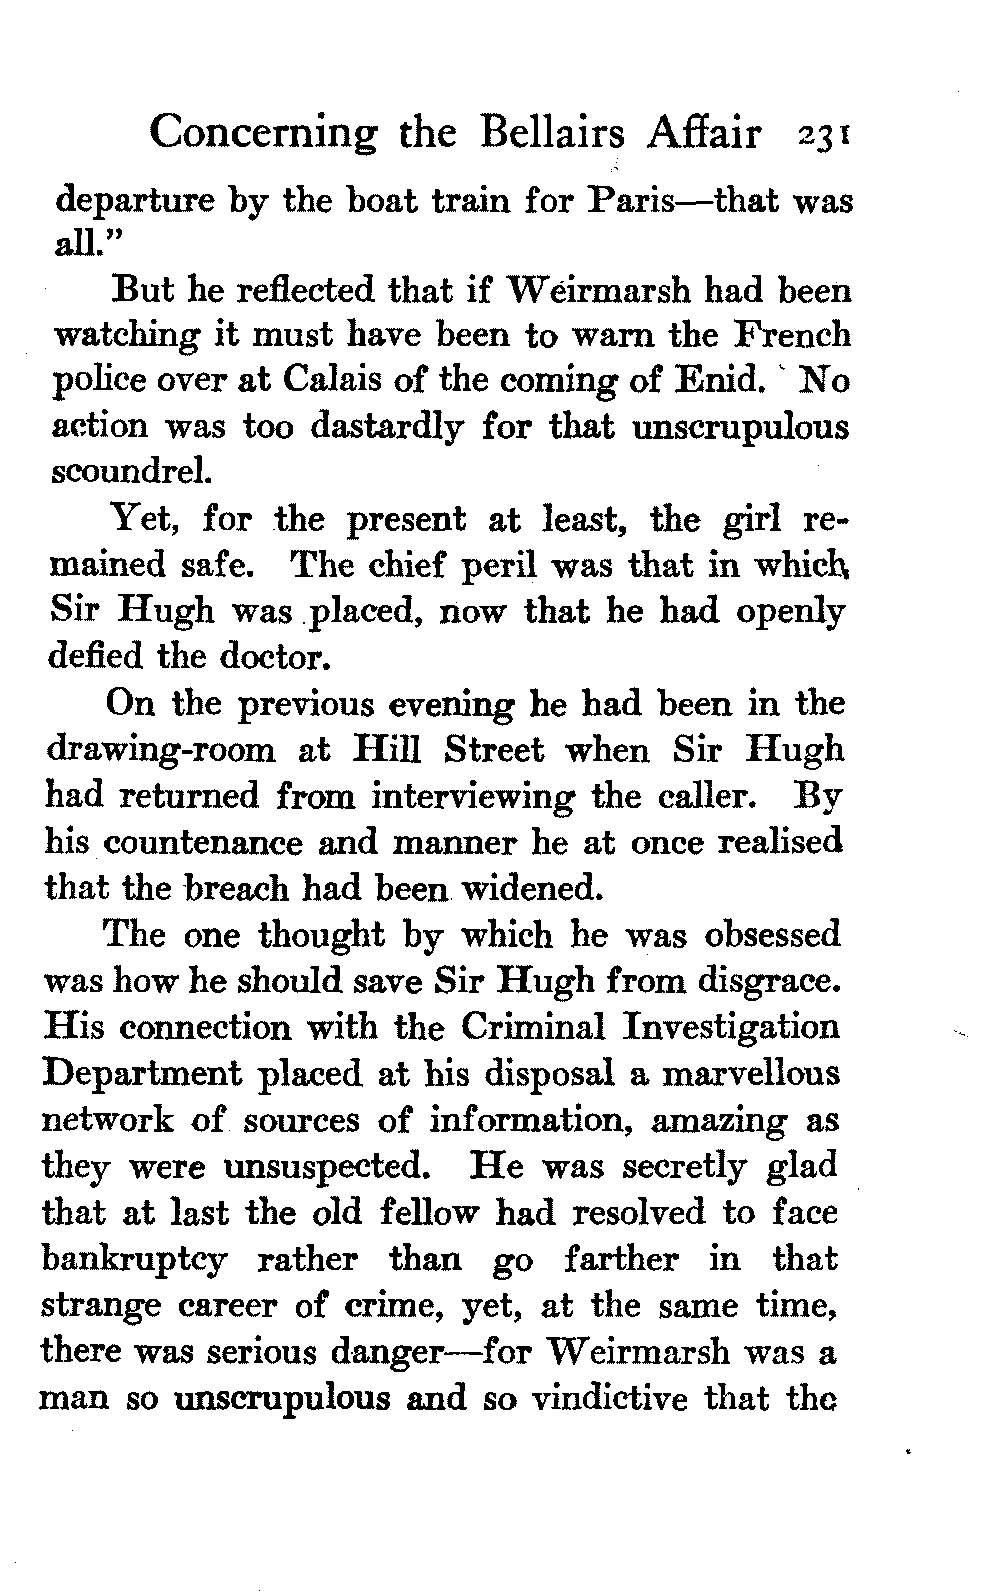 Concerning the Bellairs Affair 231
departure by the boat train for Paris—that was
all.”
But he reflected that if Weirmarsh had been
watching it must have been to warn the French
police over at Calais of the coming of Enid. No
action was too dastardly for that unscrupulous
scoundrel.
Yet, for the present at least, the girl re-
mained safe. The chief peril was that in which
Sir Hugh was placed, now that he had openly
defied the doctor.
On the previous evening he had been in the
drawing-room at Hill Street when Sir Hugh
had returned from interviewing the caller. By
his countenance and manner he at once realised
that the breach had been widened.
The one thought by which he was obsessed
was how he should save Sir Hugh from disgrace.
His connection with the Criminal Investigation
Department placed at his disposal a marvellous
network of sources of information, amazing as
they were unsuspected. He was secretly glad
that at last the old fellow had resolved to face
bankruptcy rather than go farther in that
strange career of crime, yet, at the same time,
there was serious danger—for Weirmarsh was a
man so unscrupulous and so vindictive that the